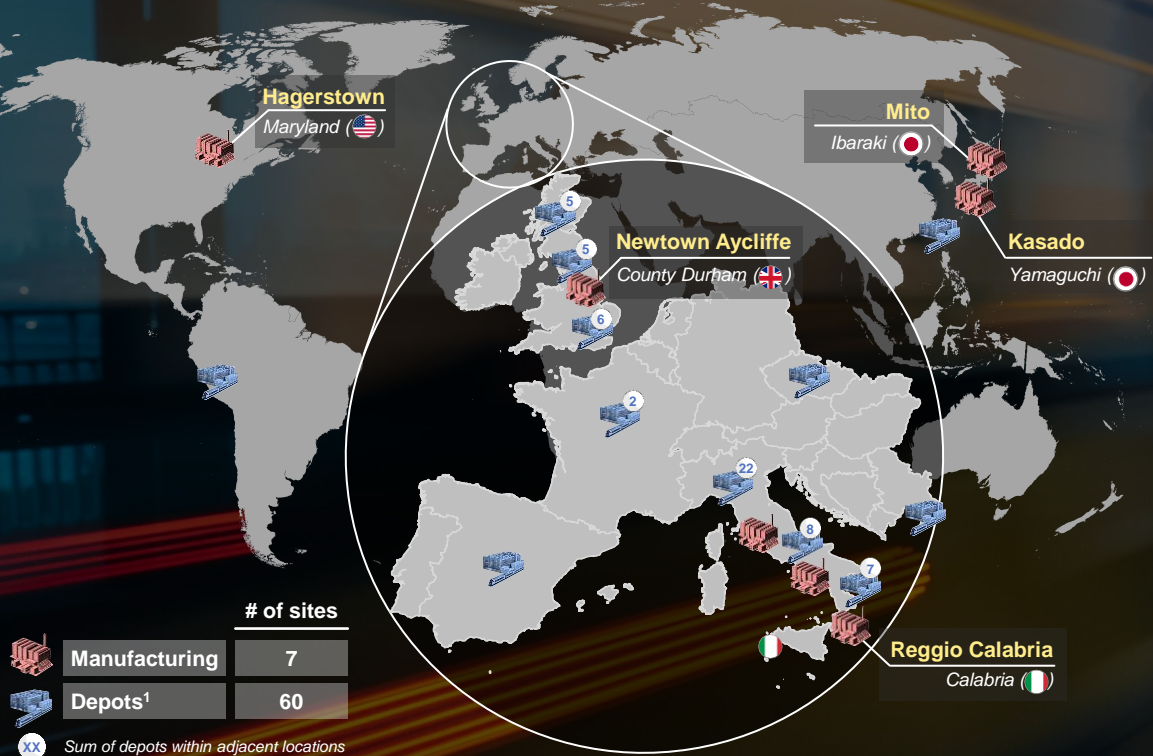 Hagerstown
Maryland ( )
Mito
Ibaraki ( )
5
5
Newtown Aycliffe
County Durham ( )
Kasado
Yamaguchi ( )
6
2
22
8
7
# of sites
Manufacturing 7
Depots¹ 60
XX Sum of depots within adjacent locations
Reggio Calabria
Calabria ( )